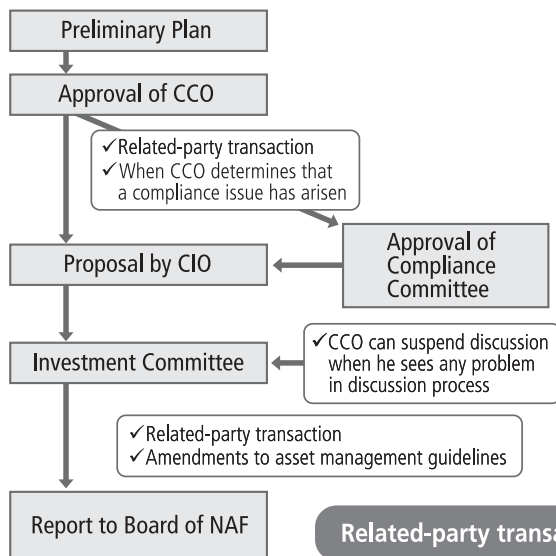 Preliminary Plan
Approval of CCO
✓Related-party transaction
✓When CCO determines that
a compliance issue has arisen
Proposal by CIO
Approval of
Compliance
Committee
Investment Committee
✓CCO can suspend discussion
when he sees any problem
in discussion process
✓Related-party transaction
✓Amendments to asset management guidelines
Report to Board of NAF
Related-party